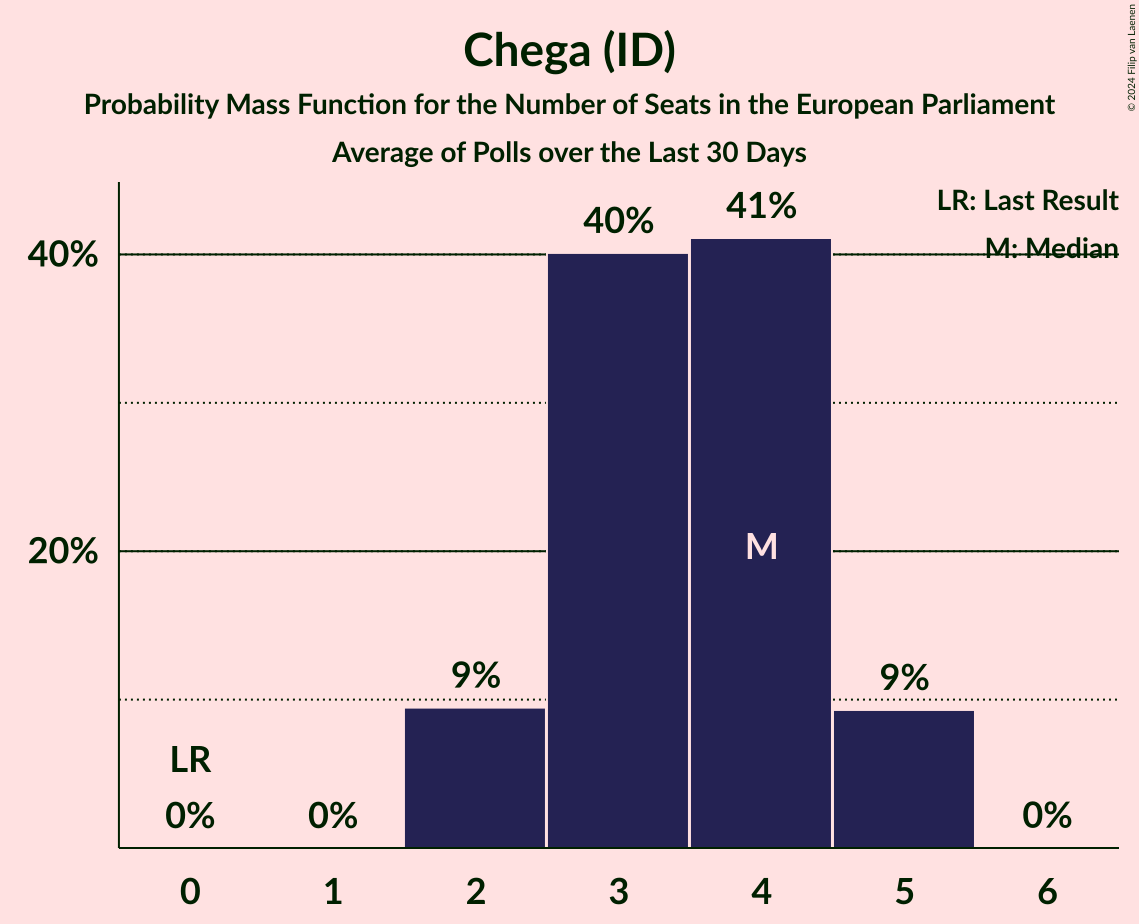 Chega (ID)
Probability Mass Function for the Number of Seats in the European Parliament
Average of Polls over the Last 30 Days
© 2024 Filip van Laenen
LR: Last Result
M: Median
40%
20%
LR
0%
0%
9%
40%
41%
M
9%
0%
0 1 2 3 4 5 6